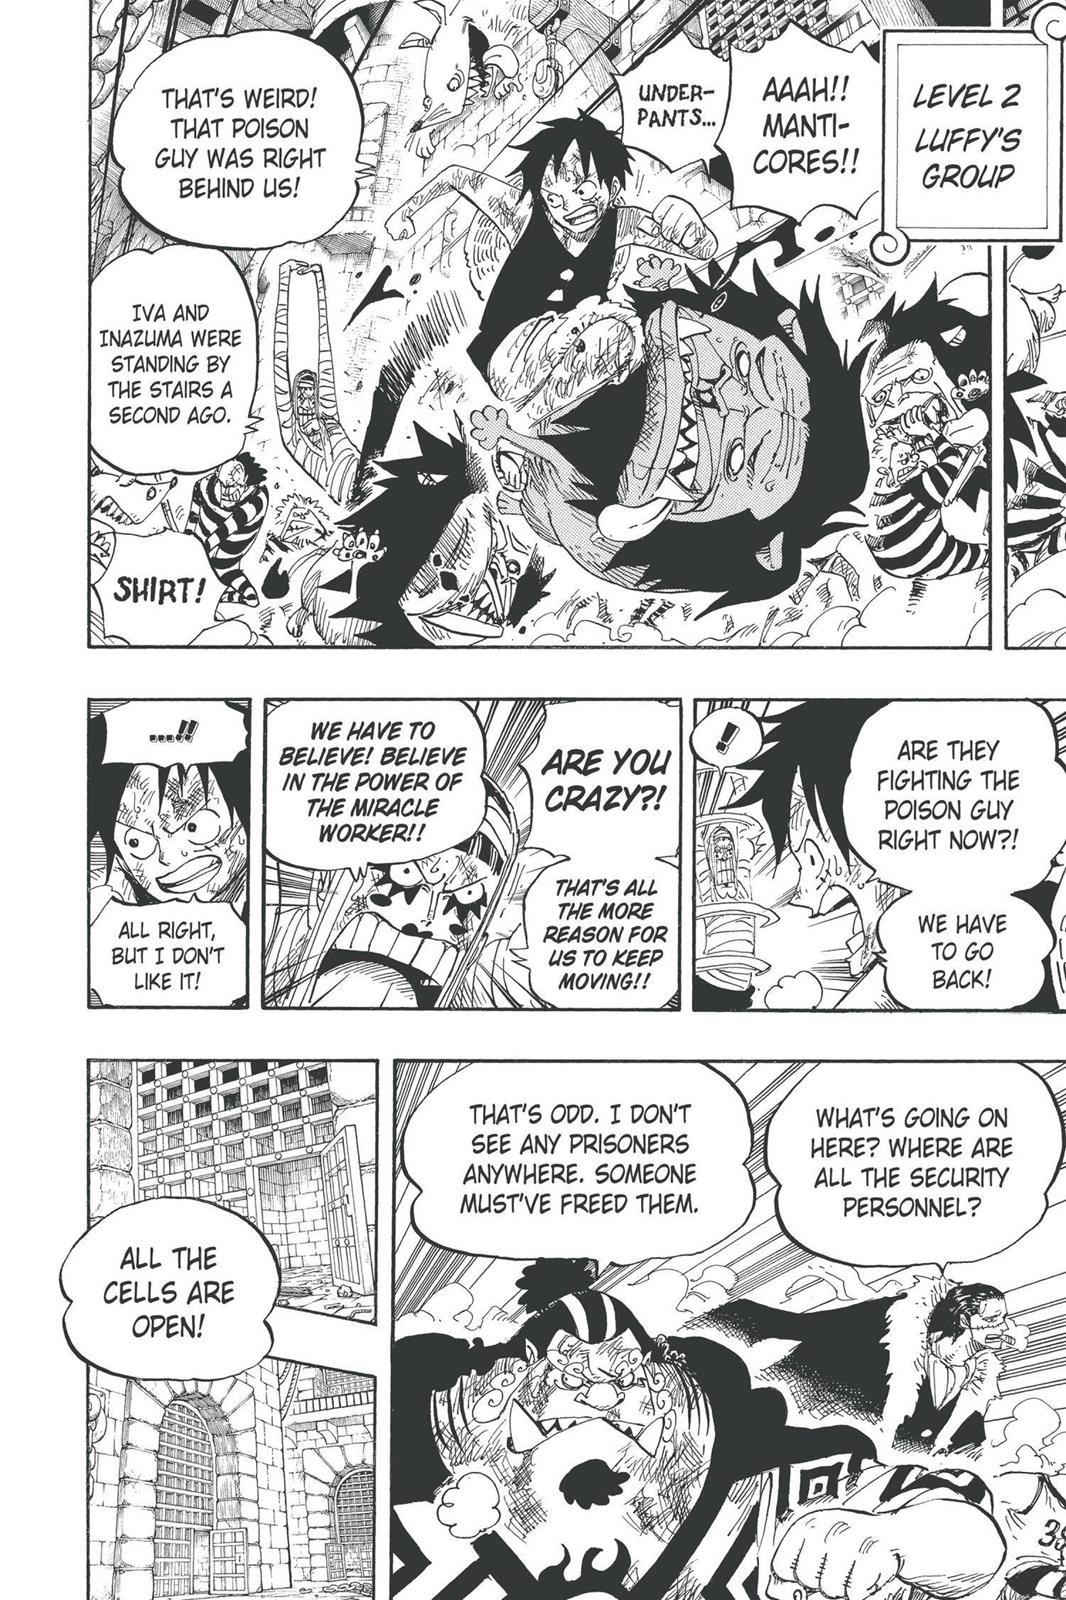 LEVEL 2
LUFFY'S
GROUP
AAAH!!
MANTI-
CORES!!
UNDER-
PANTS...
THAT'S WEIRD!
THAT POISON
GUY WAS RIGHT
BEHIND US!
IVA AND
INAZUMA WERE
STANDING BY
THE STAIRS A
SECOND AGO.
SHIRT!
ARE THEY
FIGHTING THE
POISON GUY
RIGHT NOW?!
!
WE HAVE
TO GO
BACK!
ARE YOU
CRAZY?!
THAT'S ALL
THE MORE
REASON FOR
US TO KEEP
MOVING!!
WE HAVE TO
BELIEVE! BELIEVE
IN THE POWER OF
THE MIRACLE
WORKER!!
...!!
ALL RIGHT,
BUT I DON'T
LIKE IT!
WHAT'S GOING ON
HERE? WHERE ARE
ALL THE SECURITY
PERSONNEL?
THAT'S ODD. I DON'T
SEE ANY PRISONERS
ANYWHERE. SOMEONE
MUST'VE FREED THEM.
38
ALL THE
CELLS ARE
OPEN!